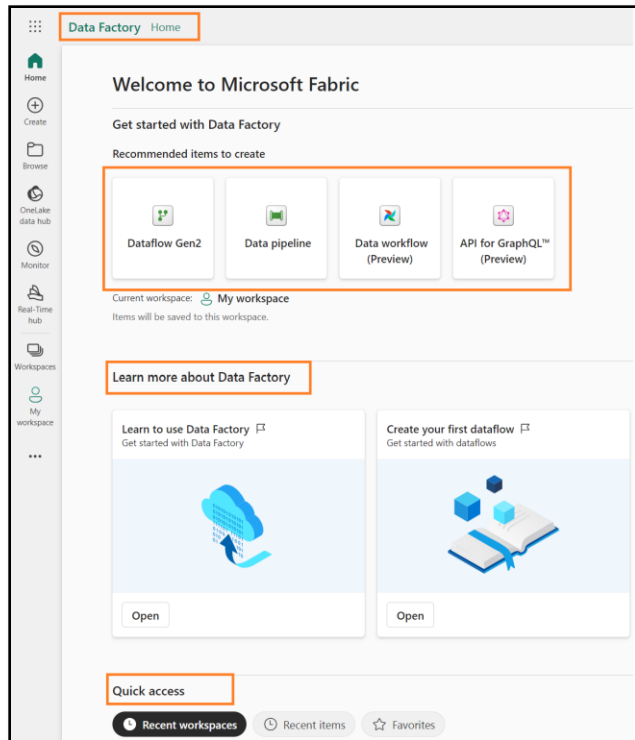 Data Factory Home
Home
Create
Browse
OneLake
data hub
Monitor
Real-Time
hub
Workspaces
My
workspace
Welcome to Microsoft Fabric
Get started with Data Factory
Recommended items to create
Dataflow Gen2
Data pipeline
Data workflow
(Preview)
API for GraphQL™
(Preview)
Current workspace: My workspace
Items will be saved to this workspace.
Learn more about Data Factory
Learn to use Data Factory
Get started with Data Factory
Open
Create your first dataflow
Get started with dataflows
Open
Quick access
Recent workspaces Recent items Favorites